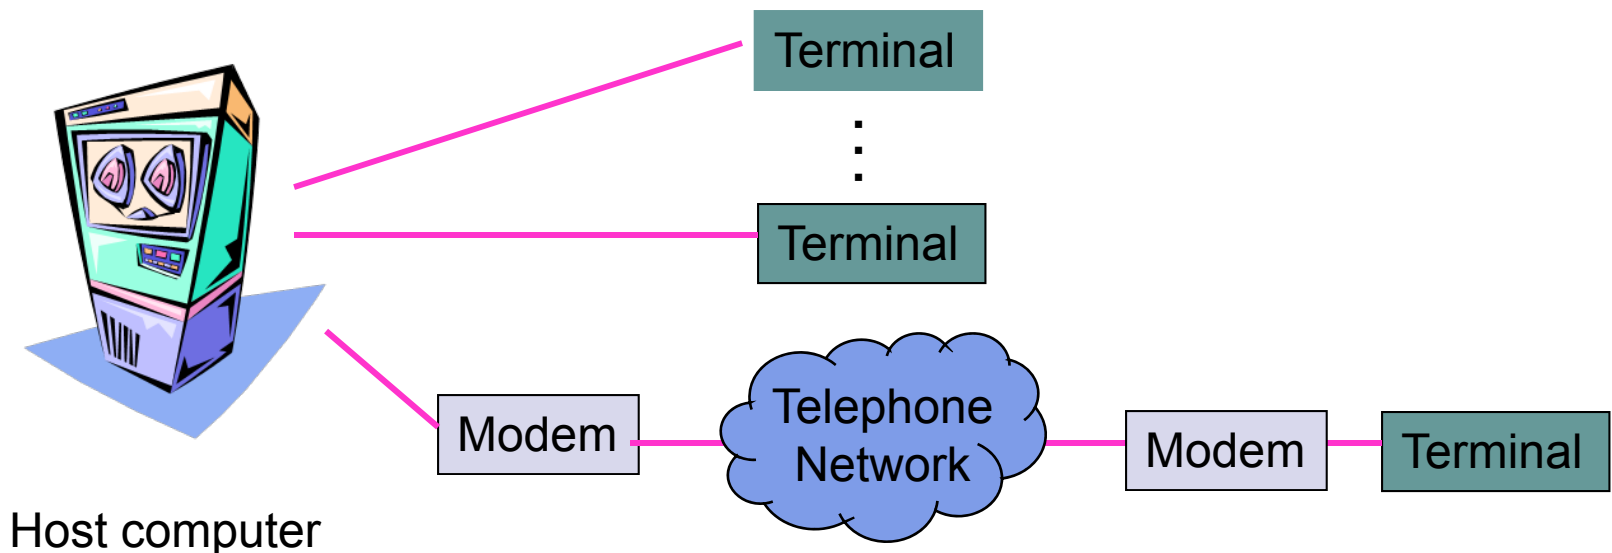 Terminal
Terminal
Telephone
Network
Modem
Modem
Terminal
Host computer